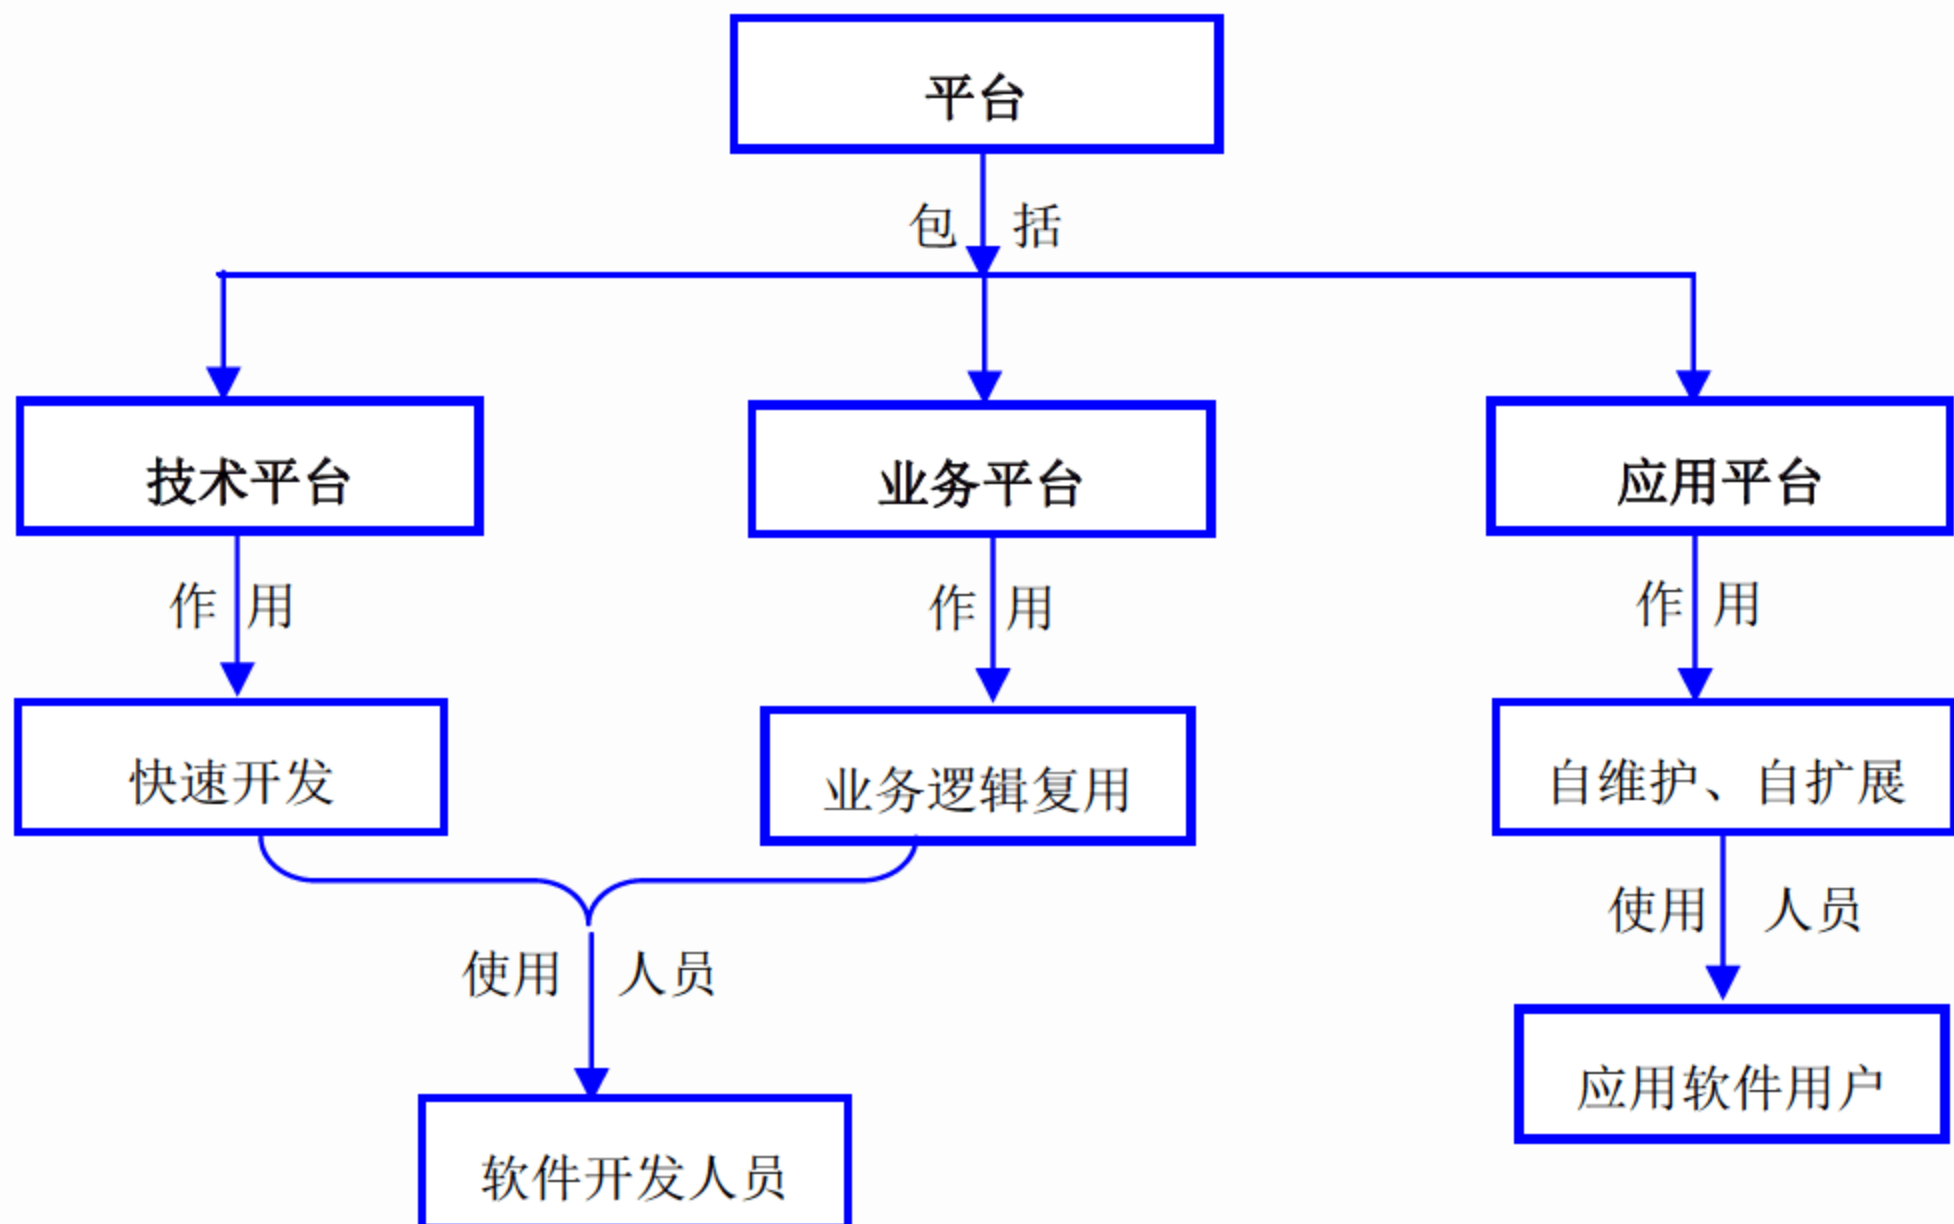 平台
包 括
技术平台
业务平台
应用平台
作 用
作 用
作 用
快速开发
业务逻辑复用
自维护、自扩展
使用 人员
使用 人员
应用软件用户
软件开发人员